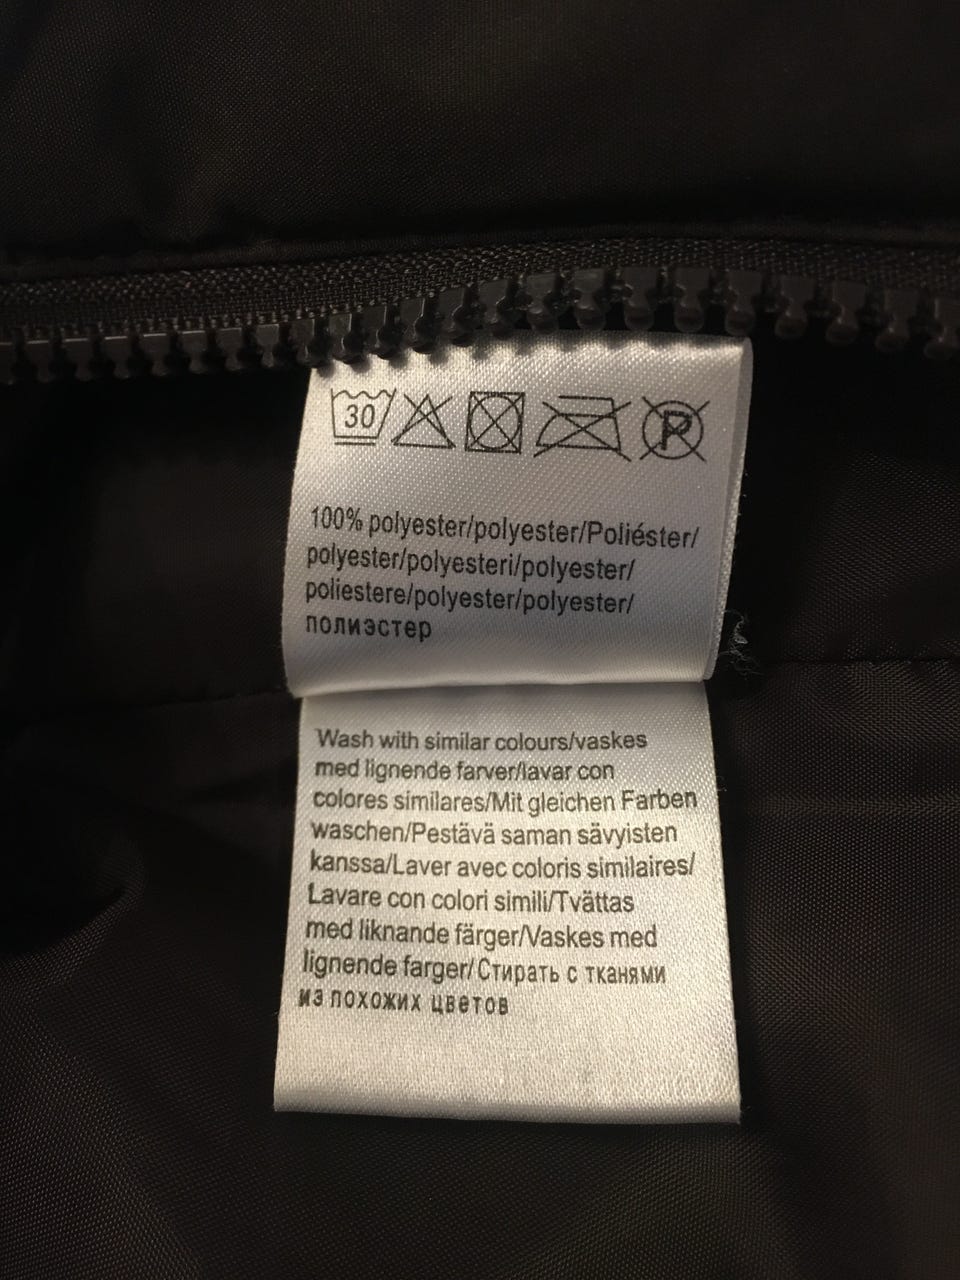 30 P
100% polyester/polyester/Poliéster/
polyester/polyesteri/polyester/
poliestere/polyester/polyester/
полиэстер
Wash with similar colours/vaskes
med lignende farver/lavar con
colores similares/Mit gleichen Farben
waschen/Pestävä saman sävyisten
kanssa/Laver avec coloris similaires/
Lavare con colori simili/Tvättas
med liknande färger/Vaskes med
lignende farger/Стирать с тканями
из похожих цветов